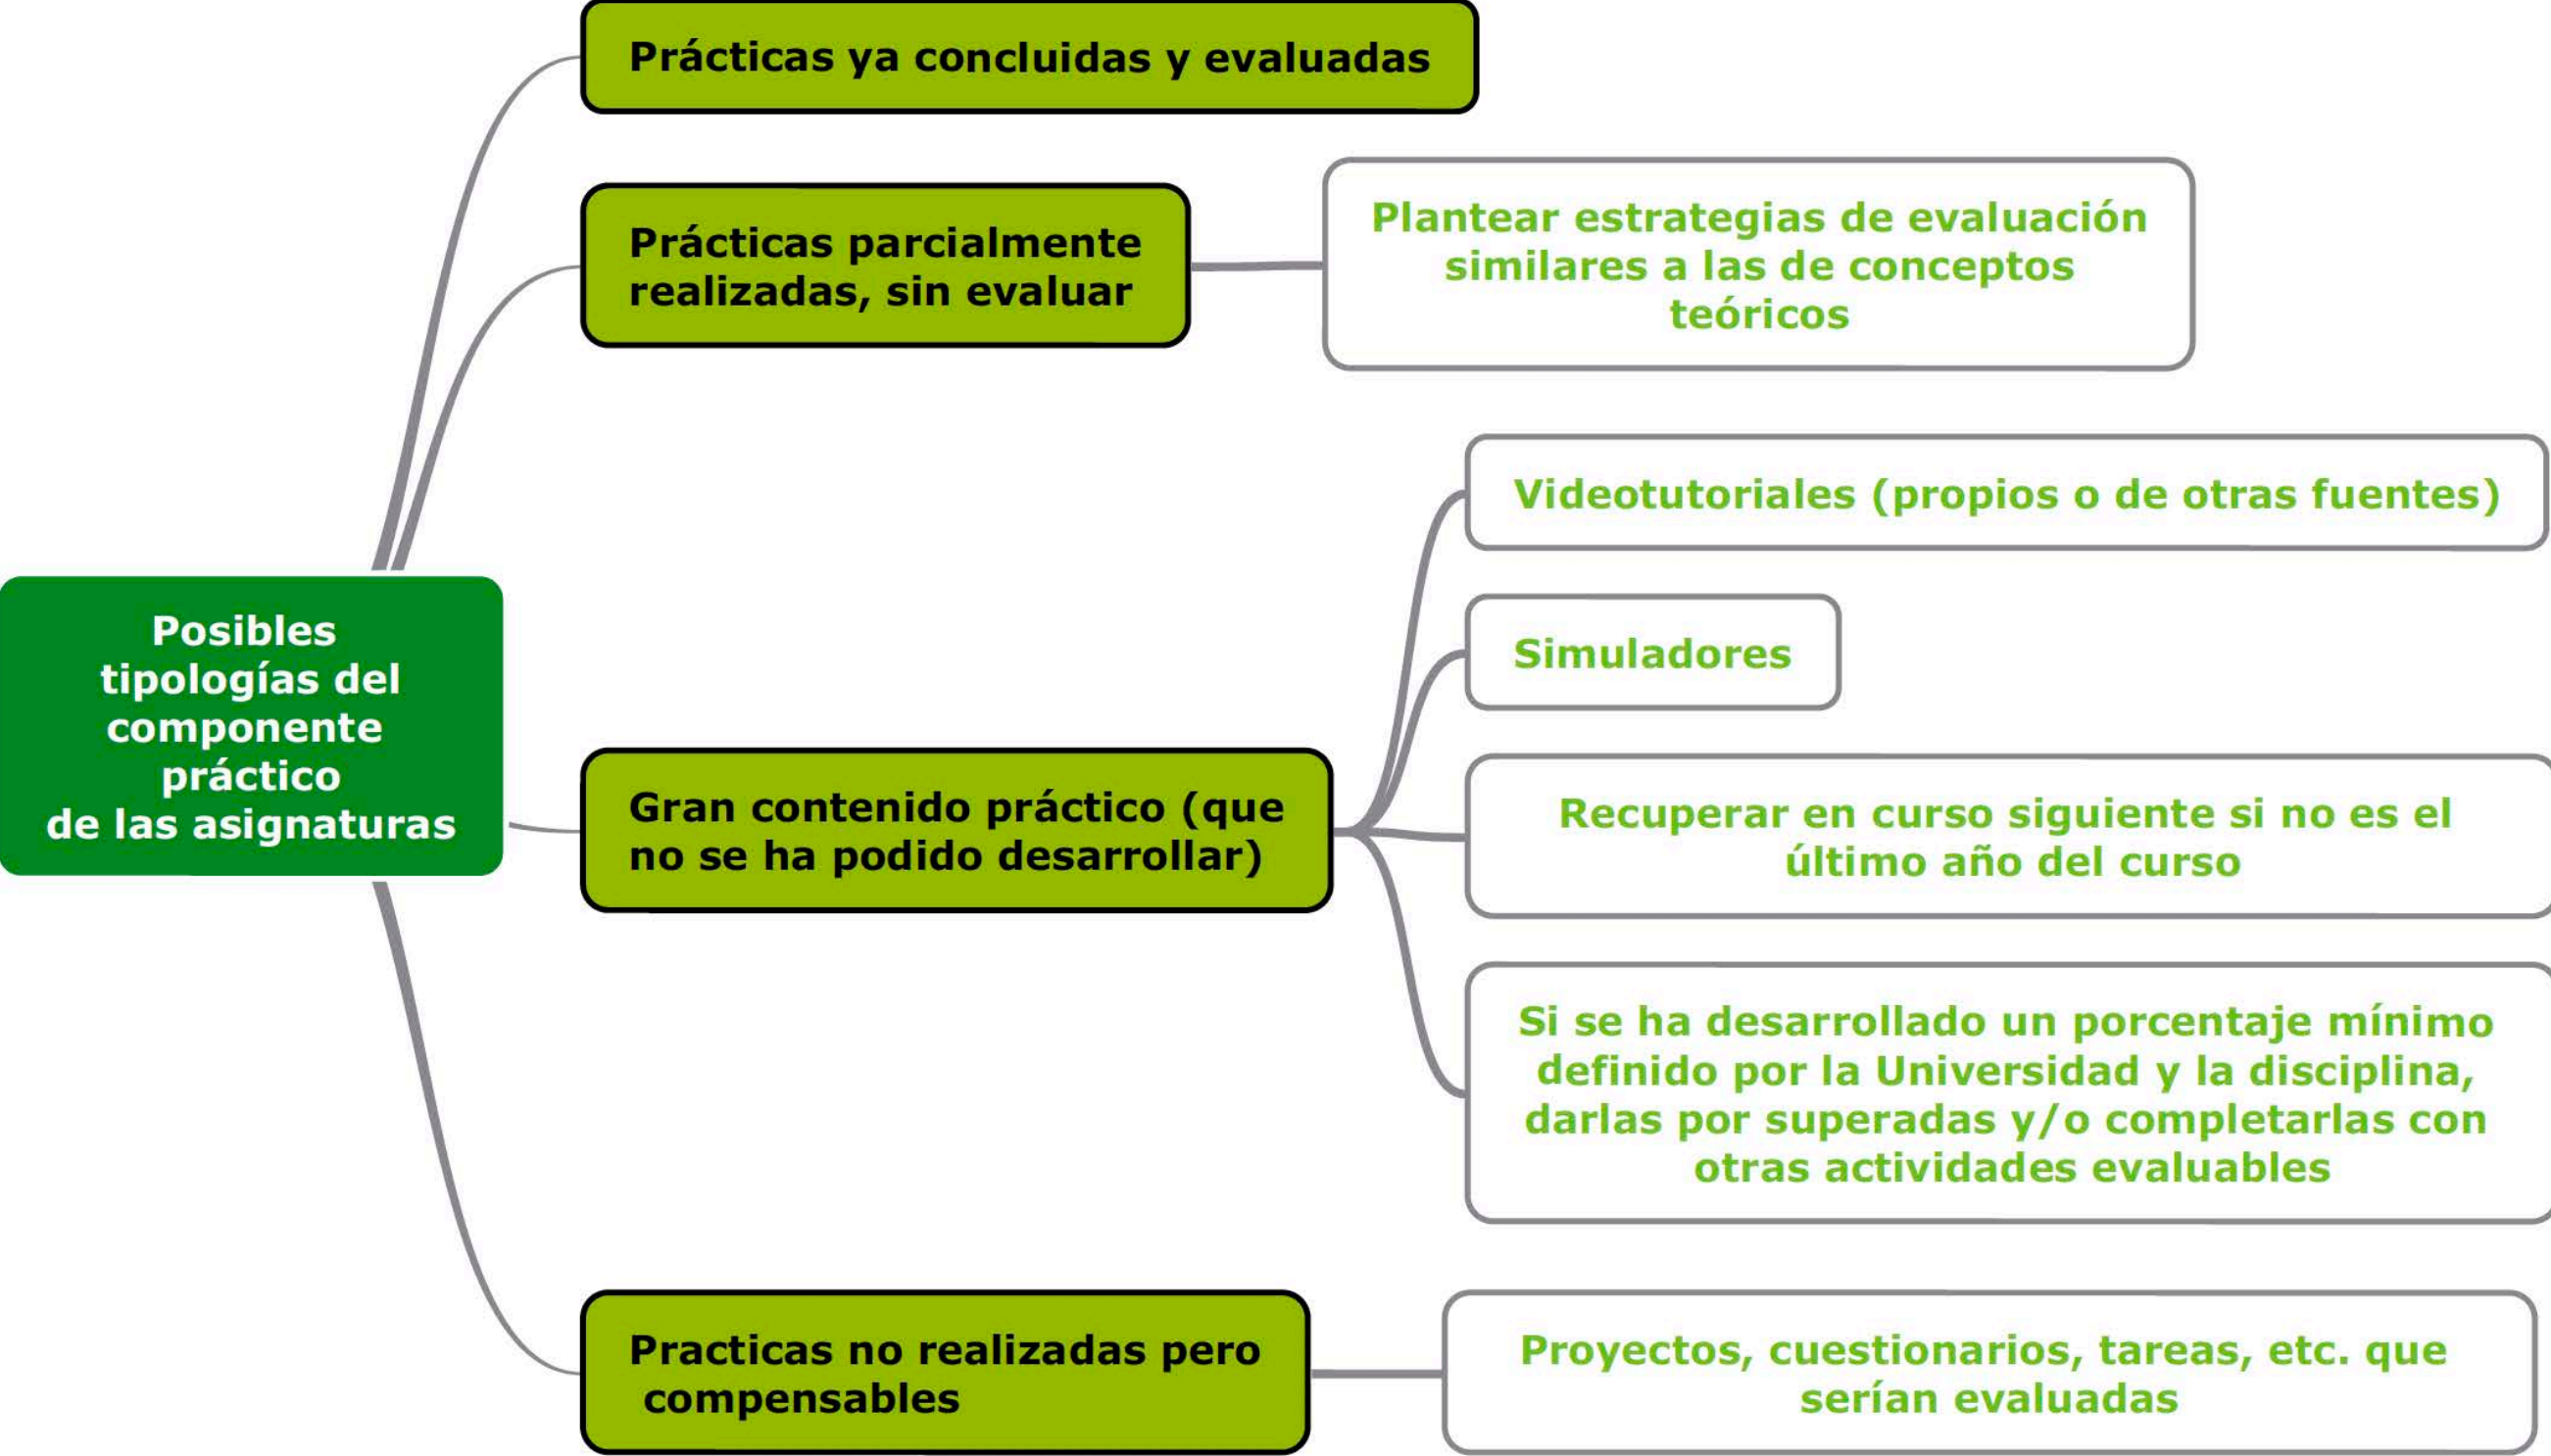 Prácticas ya concluidas y evaluadas
Prácticas parcialmente
realizadas, sin evaluar
Plantear estrategias de evaluación
similares a las de conceptos
teóricos
Posibles
tipologías del
componente
práctico
de las asignaturas
Gran contenido práctico (que
no se ha podido desarrollar)
Videotutoriales (propios o de otras fuentes)
Simuladores
Recuperar en curso siguiente si no es el
último año del curso
Si se ha desarrollado un porcentaje mínimo
definido por la Universidad y la disciplina,
darlas por superadas y/o completarlas con
otras actividades evaluables
Practicas no realizadas pero
compensables
Proyectos, cuestionarios, tareas, etc. que
serían evaluadas